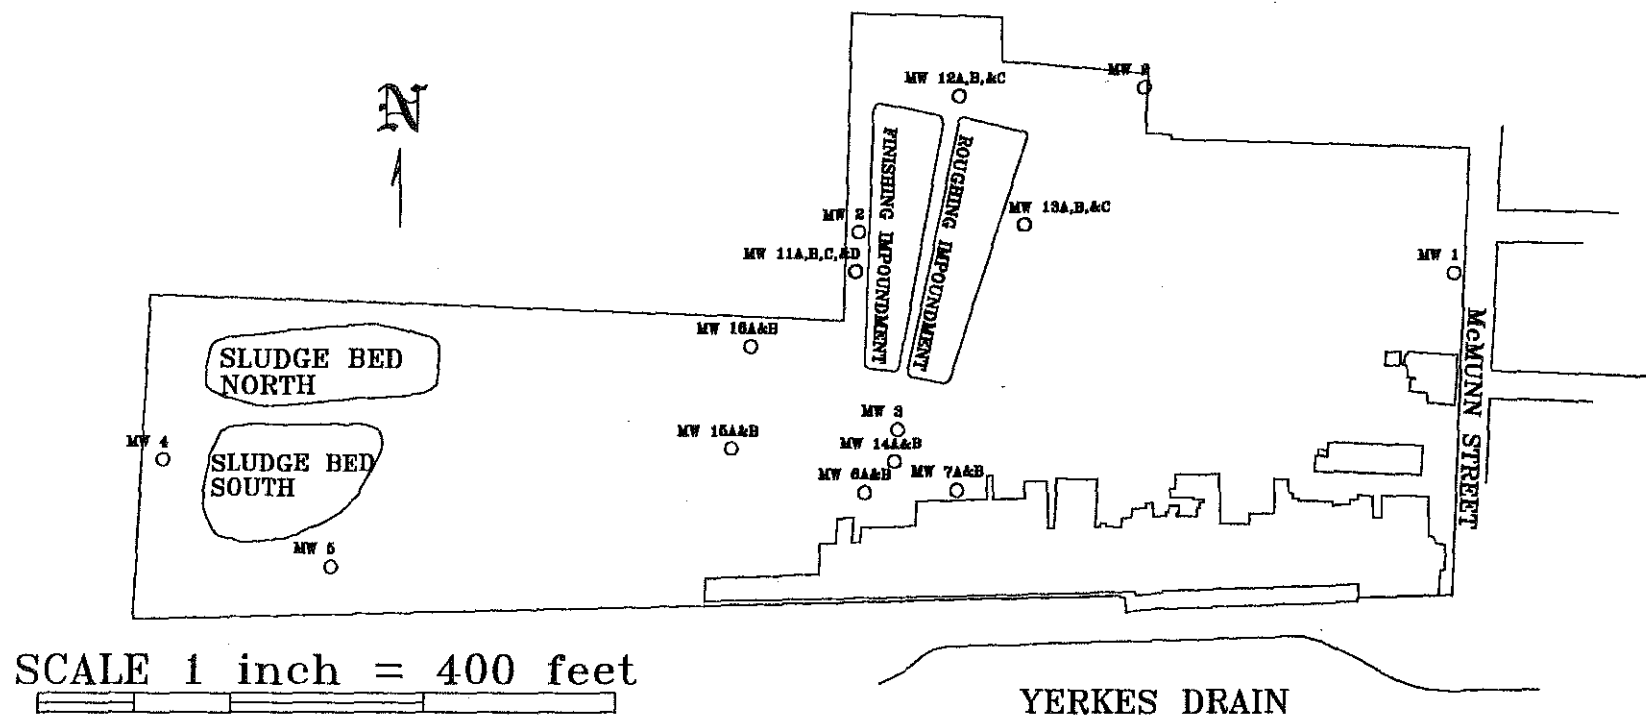 MW 12A,B,&C
N
FINISHING IMPOUNDMENT
ROUGHING IMPOUNDMENT
MW 2
MW 13A,B,&C
MW 11A,B,C,&D
MW 1
MW 16A&B
SLUDGE BED
NORTH
McMUNN STREET
MW 3
MW 4
MW 15A&B
MW 14A&B
SLUDGE BED
SOUTH
MW 6A&B
MW 7A&B
MW 5
SCALE 1 inch = 400 feet
YERKES DRAIN